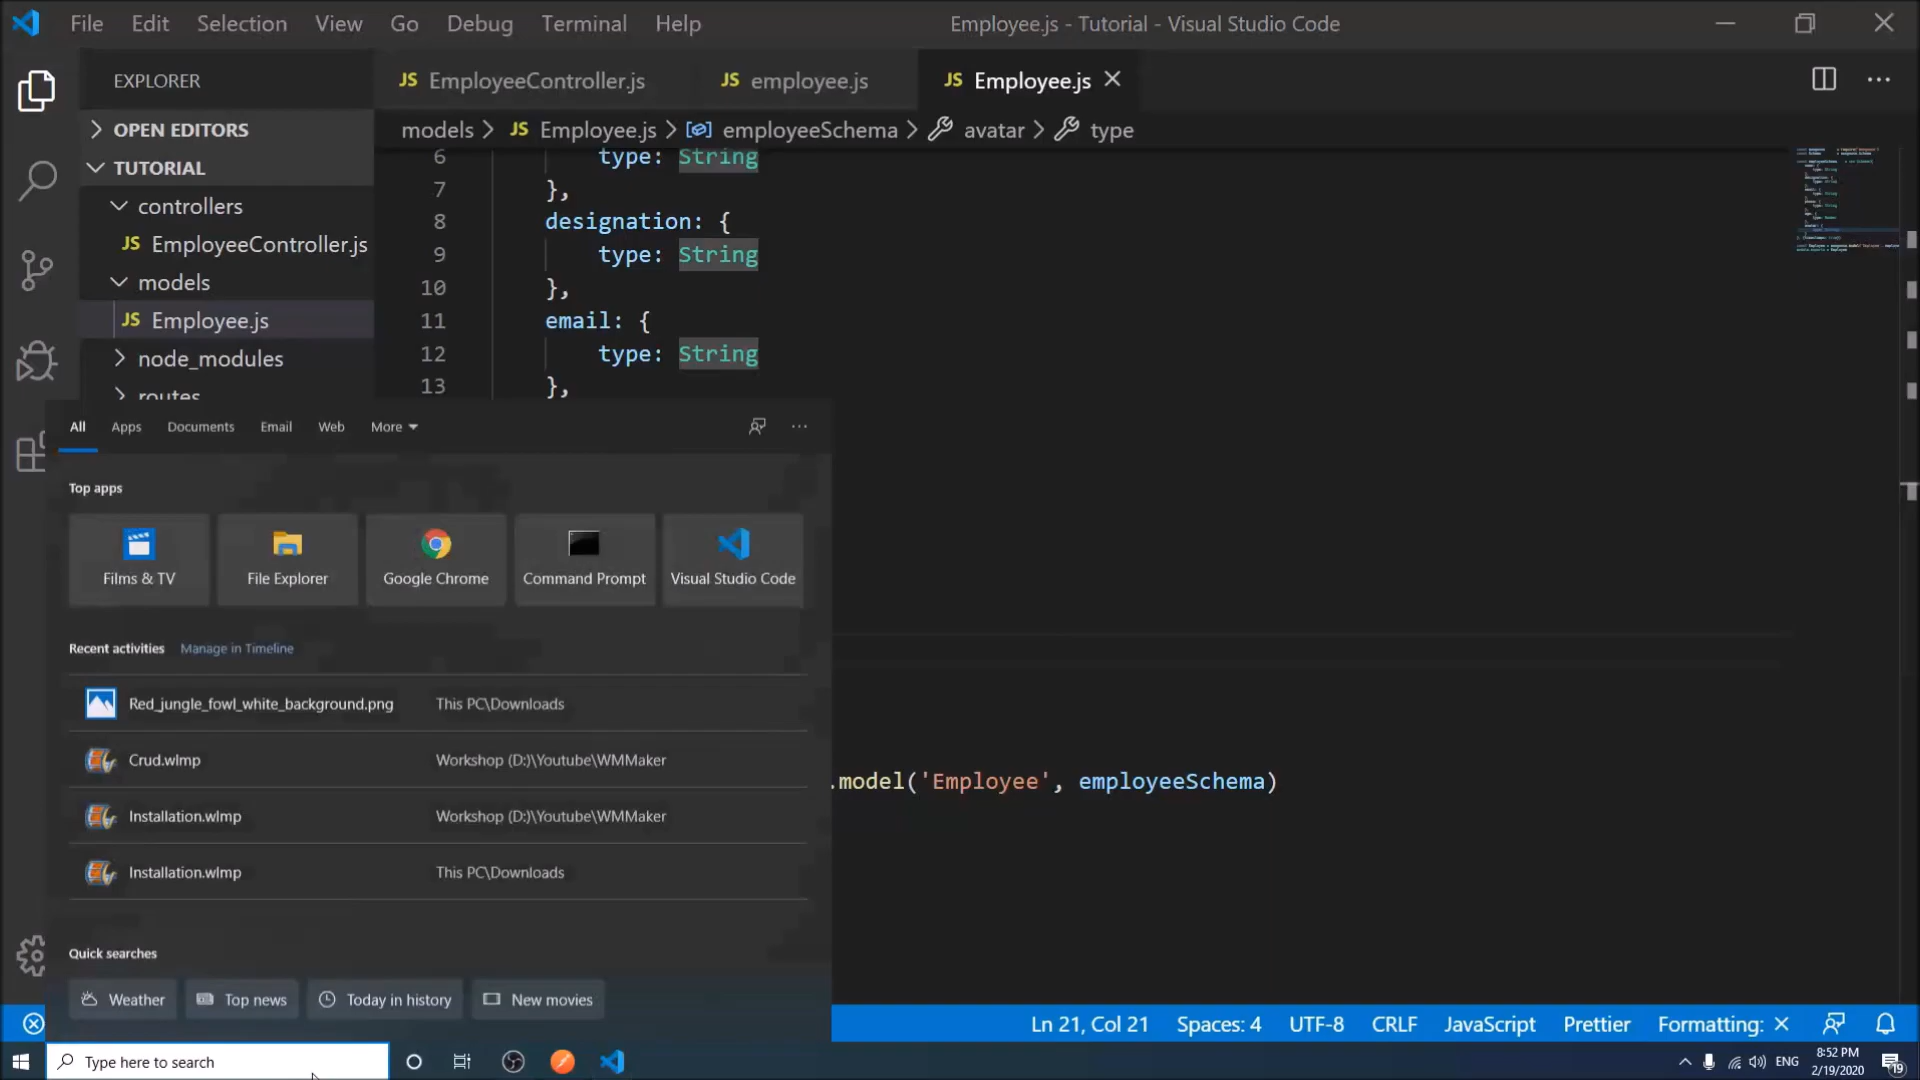 File Edit Selection View Go Debug Terminal Help
Employee.js - Tutorial - Visual Studio Code
EXPLORER
JS EmployeeController.js
JS employee.js
JS Employee.js
OPEN EDITORS
models > JS Employee.js > employeeSchema > avatar > type
TUTORIAL
controllers
JS EmployeeController.js
models
JS Employee.js
node_modules
routes
6 type: String
7 },
8 designation: {
9 type: String
10 },
11 email: {
12 type: String
13 },
.model('Employee', employeeSchema)
All Apps Documents Email Web More
Top apps
Films & TV
File Explorer
Google Chrome
Command Prompt
Visual Studio Code
Recent activities Manage in Timeline
Red_jungle_fowl_white_background.png This PC\Downloads
Crud.wlmp Workshop (D:)\Youtube\WMMaker
Installation.wlmp Workshop (D:)\Youtube\WMMaker
Installation.wlmp This PC\Downloads
Quick searches
Weather Top news Today in history New movies
Ln 21, Col 21 Spaces: 4 UTF-8 CRLF JavaScript Prettier Formatting: ×
Type here to search
ENG
8:52 PM
2/19/2020
19